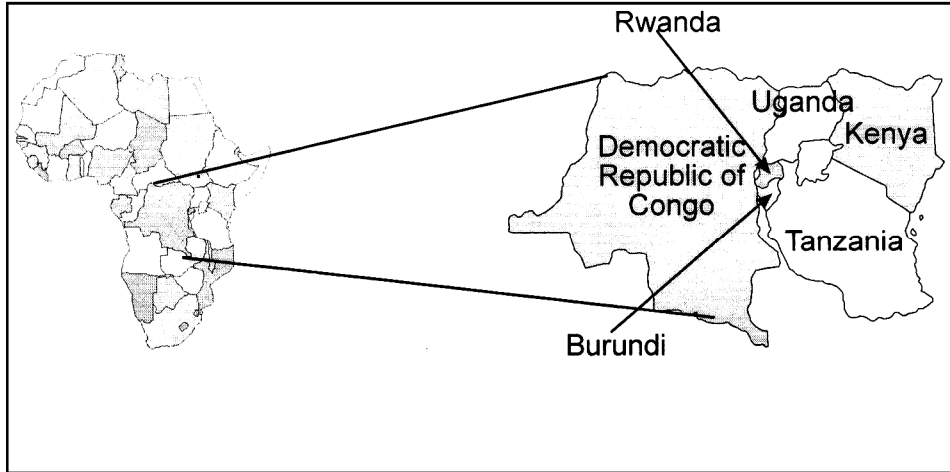 Rwanda
Uganda
Kenya
Democratic
Republic of
Congo
Tanzania
Burundi